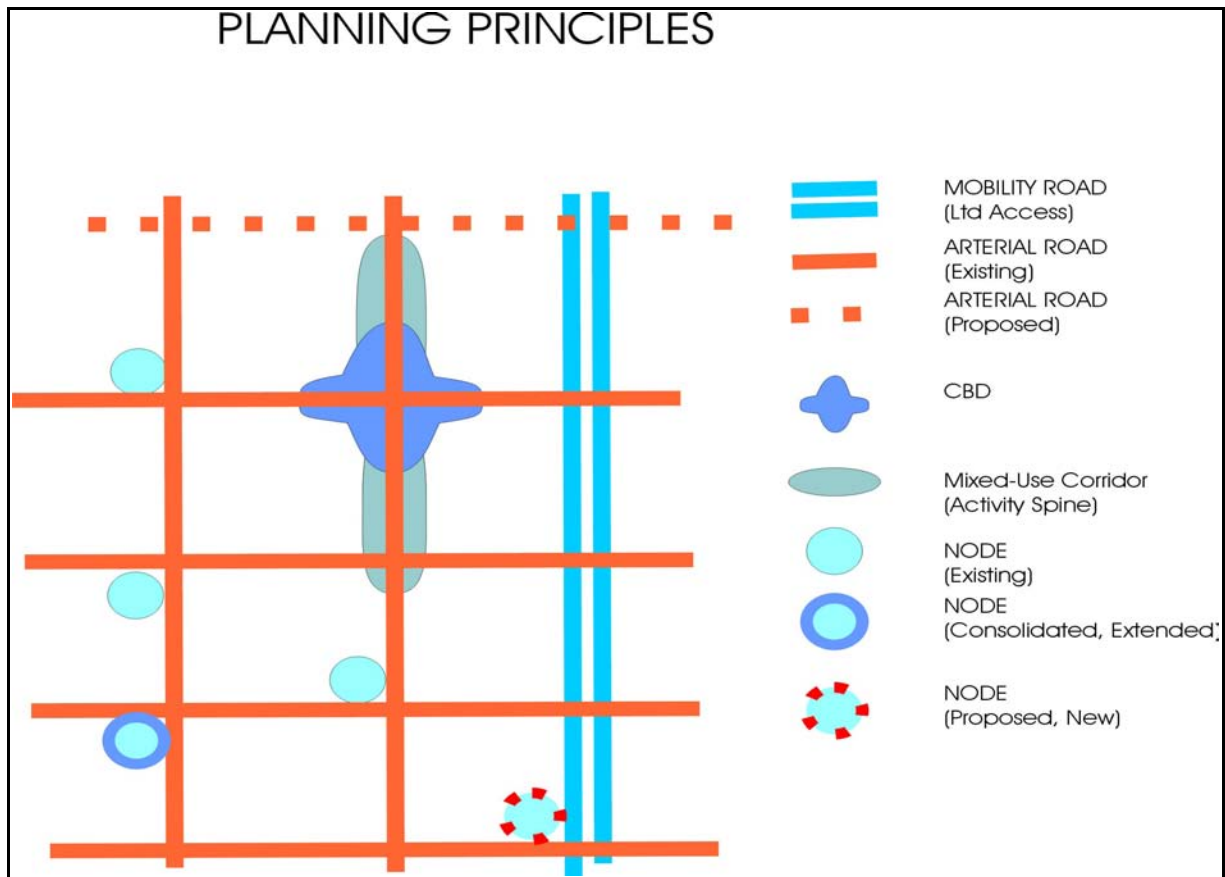 PLANNING PRINCIPLES
MOBILITY ROAD
(Ltd Access)
ARTERIAL ROAD
(Existing)
ARTERIAL ROAD
(Proposed)
CBD
Mixed-Use Corridor
(Activity Spine)
NODE
(Existing)
NODE
(Consolidated, Extended)
NODE
(Proposed, New)